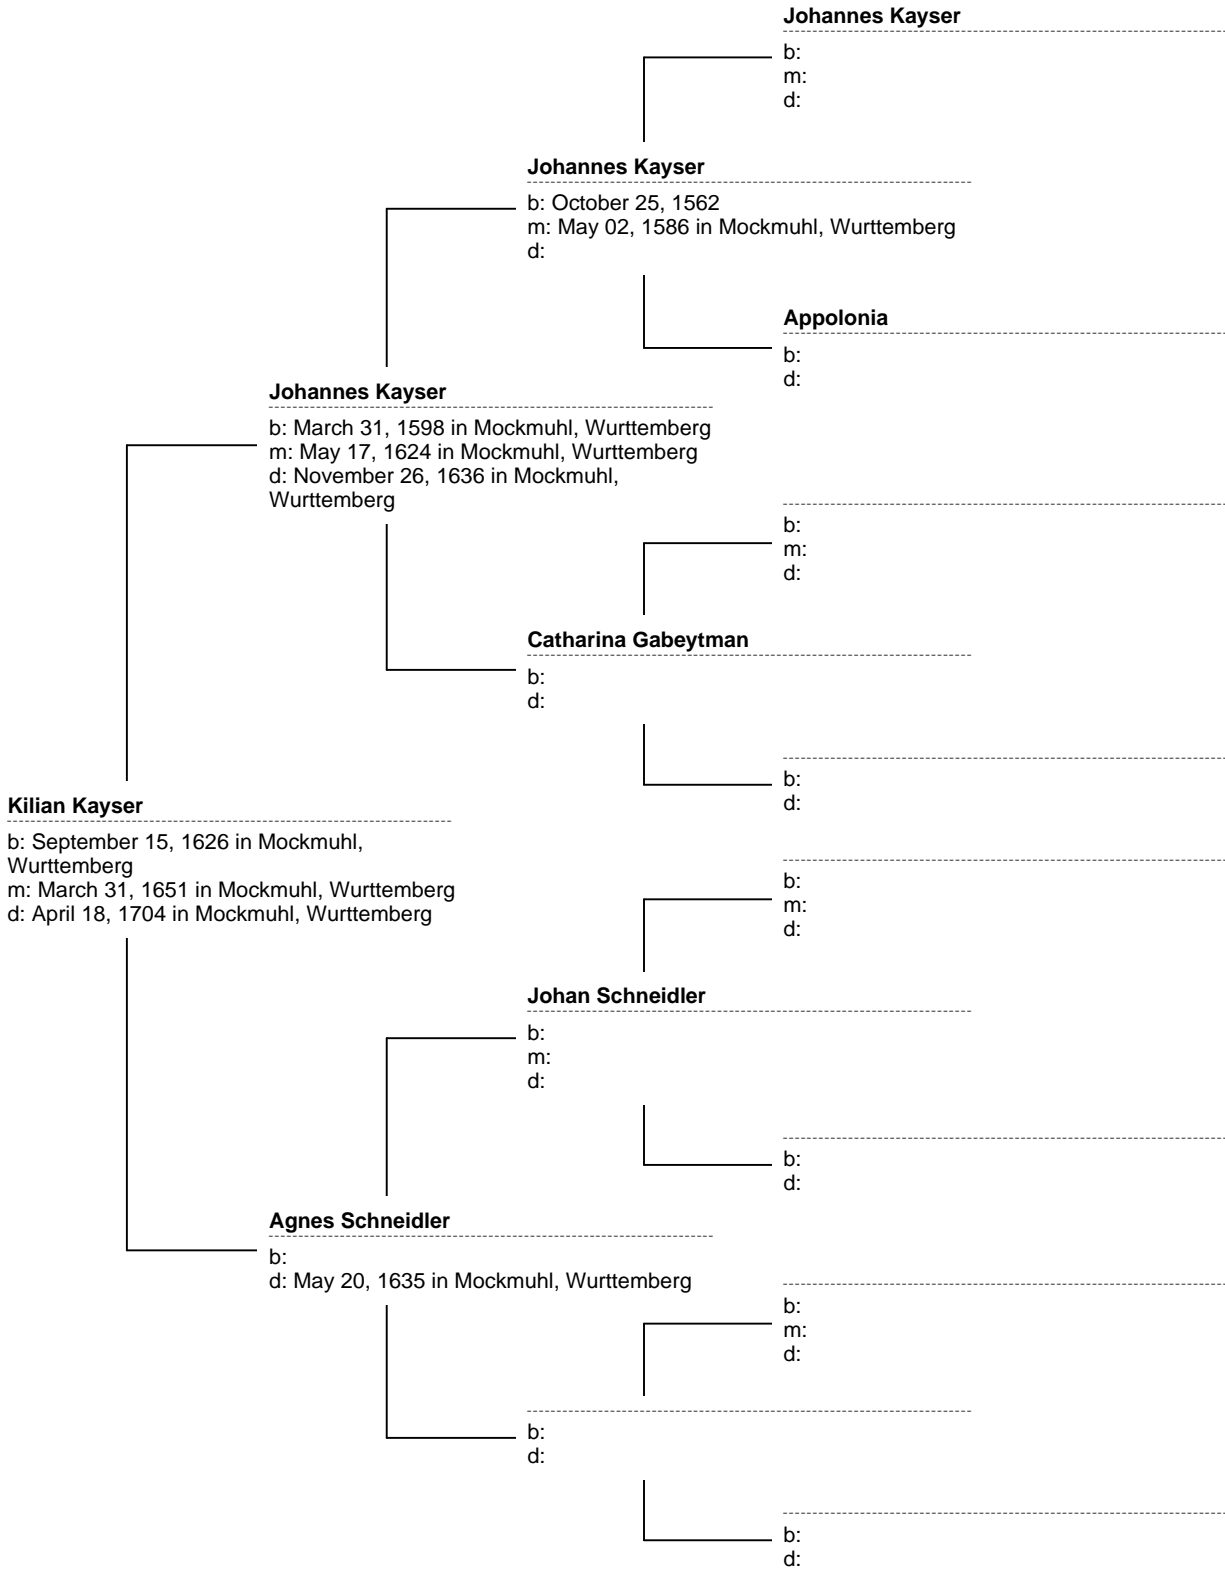 Johannes Kayser
b:
m:
d:
Johannes Kayser
b: October 25, 1562
m: May 02, 1586 in Mockmuhl, Wurttemberg
d:
Appolonia
b:
d:
Johannes Kayser
b: March 31, 1598 in Mockmuhl, Wurttemberg
m: May 17, 1624 in Mockmuhl, Wurttemberg
d: November 26, 1636 in Mockmuhl,
Wurttemberg
b:
m:
d:
Catharina Gabeytman
b:
d:
b:
d:
Kilian Kayser
b: September 15, 1626 in Mockmuhl,
Wurttemberg
m: March 31, 1651 in Mockmuhl, Wurttemberg
d: April 18, 1704 in Mockmuhl, Wurttemberg
b:
m:
d:
Johan Schneidler
b:
m:
d:
b:
d:
Agnes Schneidler
b:
d: May 20, 1635 in Mockmuhl, Wurttemberg
b:
m:
d:
b:
d:
b:
d: